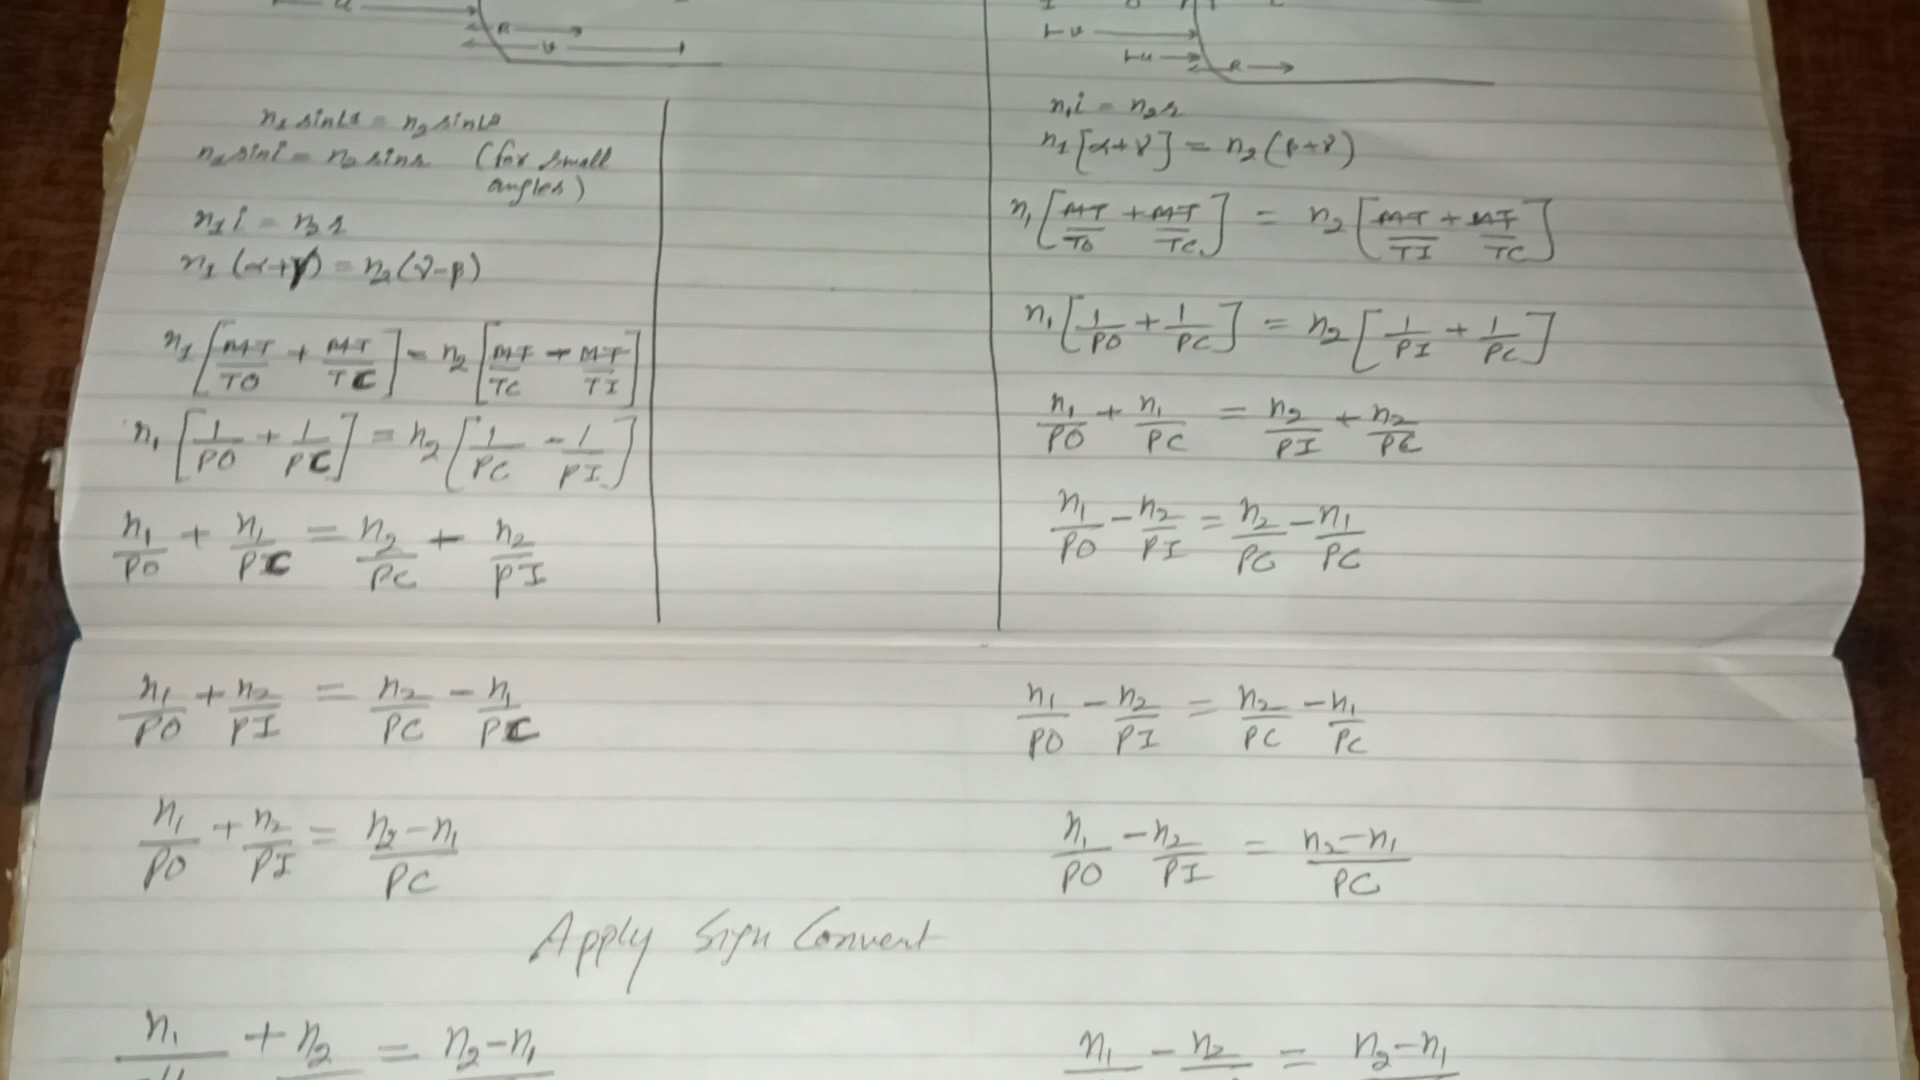 R
v
n₁ sin∠i = n₂ sin∠r
n₁ sin i = n₂ sin r (for small
angles)
n₁ i = n₂ r
n₁ (α+γ) = n₂ (γ-β)
n₁ [MT/TO + MT/TC] = n₂ [MT/TC - MT/TI]
n₁ [1/PO + 1/PC] = n₂ [1/PC - 1/PI]
n₁/PO + n₁/PC = n₂/PC + n₂/PI
v
u
R
n₁i = n₂r
n₁ [α+γ] = n₂ (β+γ)
n₁ [MT/TO + MT/TC] = n₂ [MT/TI + MT/TC]
n₁ [1/PO + 1/PC] = n₂ [1/PI + 1/PC]
n₁/PO + n₁/PC = n₂/PI + n₂/PC
n₁/PO - n₂/PI = n₂/PC - n₁/PC
n₁/PO + n₂/PI = n₂/PC - n₁/PC
n₁/PO + n₂/PI = n₂-n₁/PC
n₁/PO - n₂/PI = n₂/PC - n₁/PC
n₁/PO - n₂/PI = n₂-n₁/PC
Apply Sign Convent
n₁ + n₂ = n₂-n₁
n₁ - n₂ = n₂-n₁